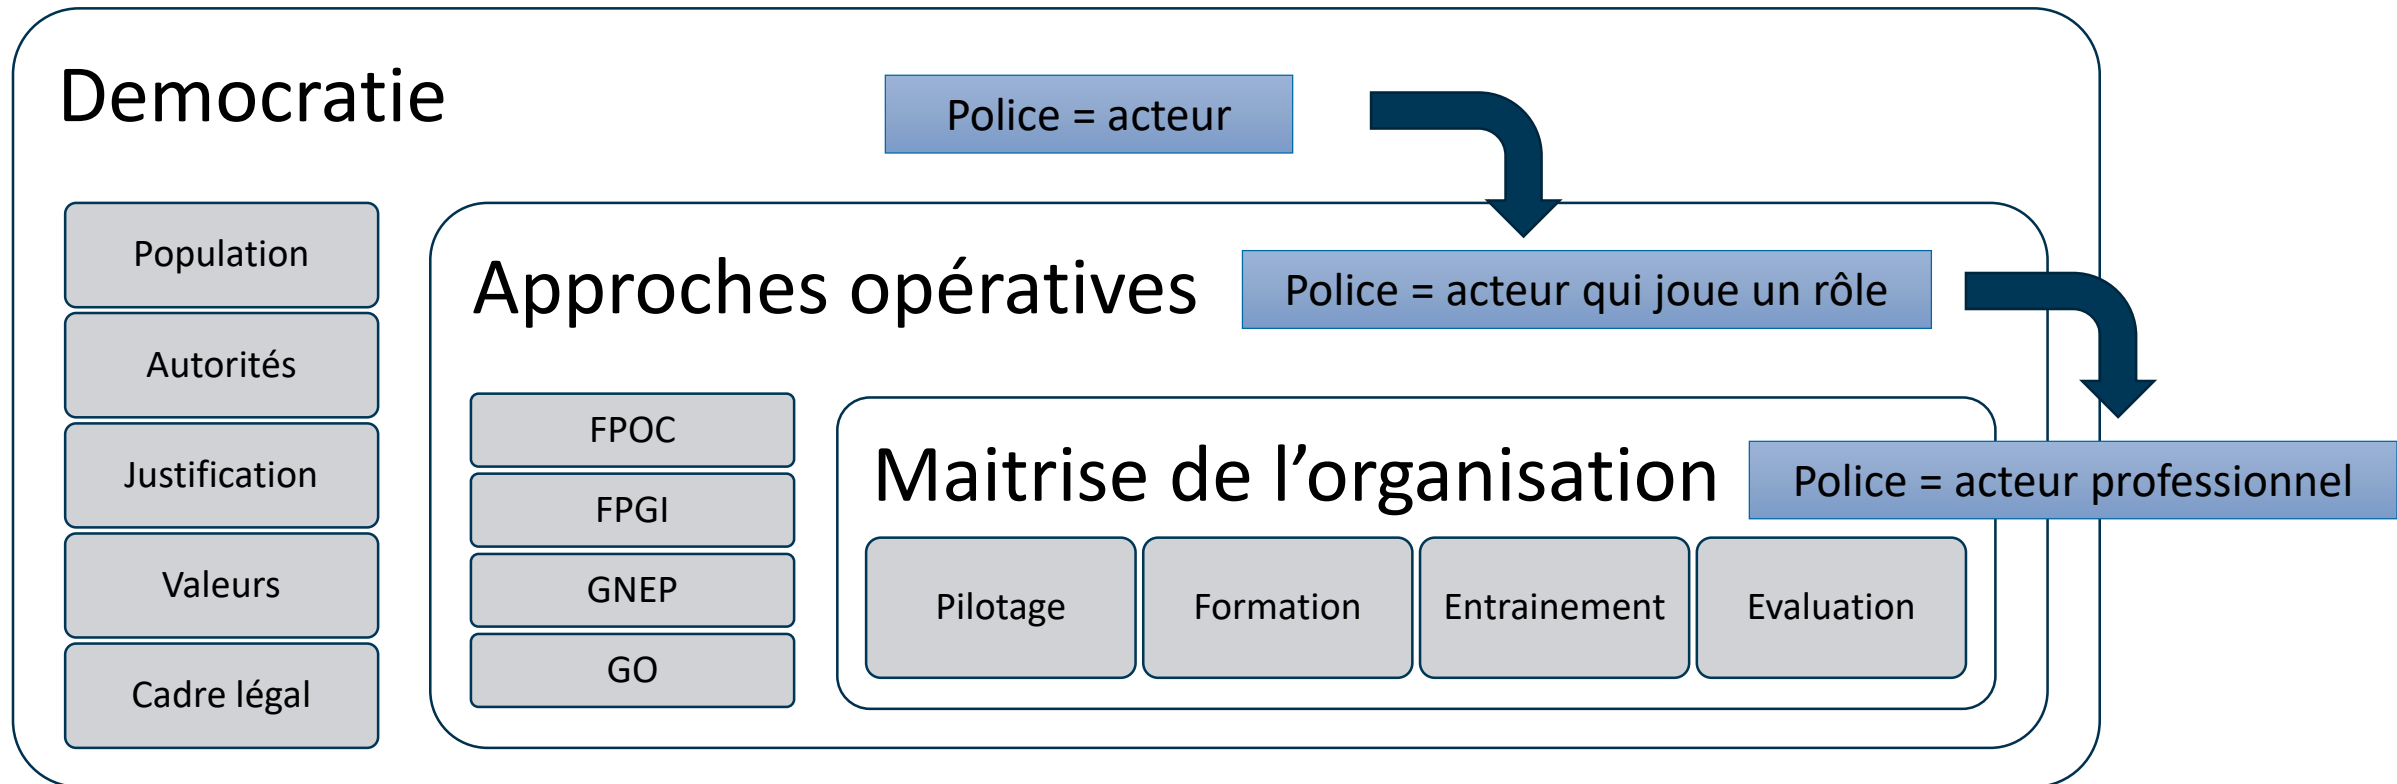 Democratie
Police = acteur
Population
Autorités
Justification
Valeurs
Cadre légal
Approches opératives
Police = acteur qui joue un rôle
FPOC
FPGI
GNEP
GO
Maitrise de l’organisation
Police = acteur professionnel
Pilotage
Formation
Entrainement
Evaluation